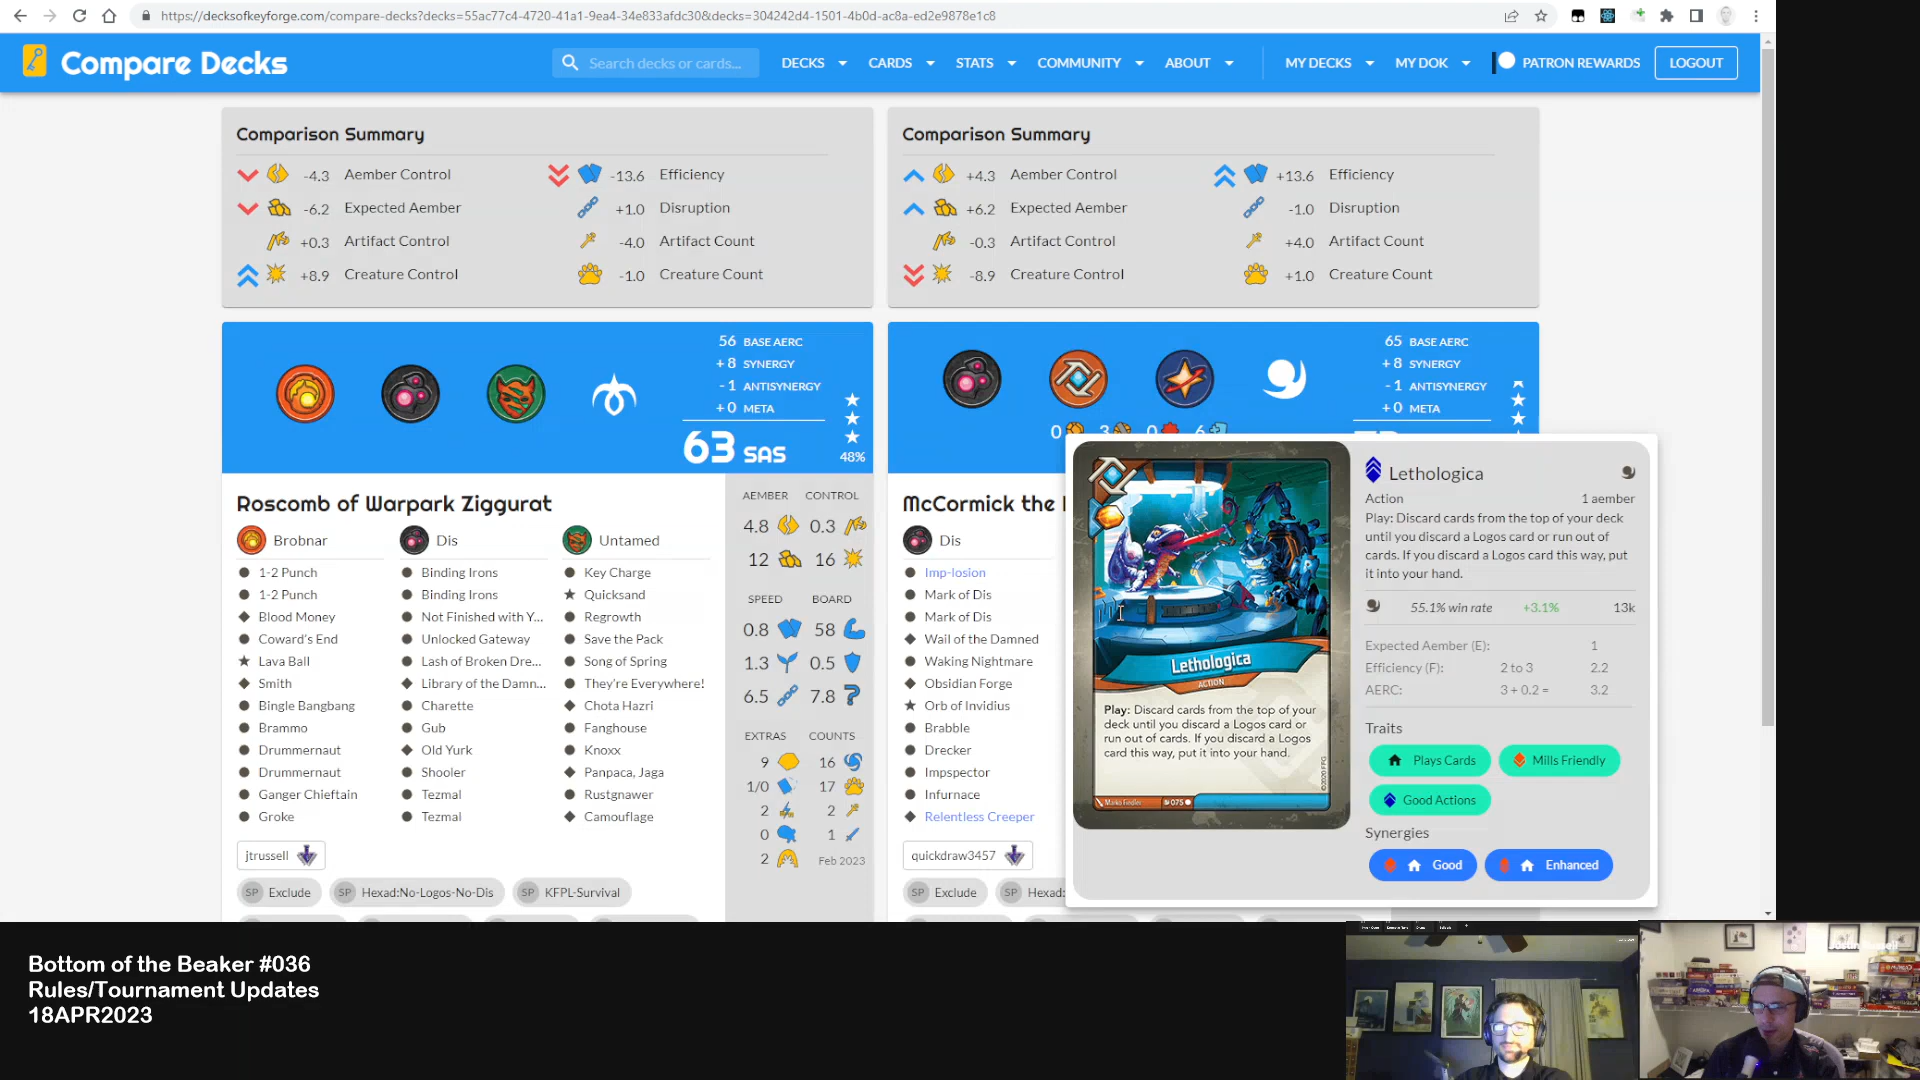 https://decksofkeyforge.com/compare-decks?decks=55ac77c4-4720-41a1-9ea4-34e833afdc30&decks=304242d4-1501-4b0d-ac8a-ed2e9878e1c8
Compare Decks
Search decks or cards...
DECKS
CARDS
STATS
COMMUNITY
ABOUT
MY DECKS
MY DOK
PATRON REWARDS
LOGOUT
Comparison Summary
-4.3 Aember Control
-13.6 Efficiency
-6.2 Expected Aember
+1.0 Disruption
+0.3 Artifact Control
-4.0 Artifact Count
+8.9 Creature Control
-1.0 Creature Count
Comparison Summary
+4.3 Aember Control
+13.6 Efficiency
+6.2 Expected Aember
-1.0 Disruption
-0.3 Artifact Control
+4.0 Artifact Count
-8.9 Creature Control
+1.0 Creature Count
56 BASE AERC
+ 8 SYNERGY
- 1 ANTISYNERGY
+ 0 META
63 SAS
48%
65 BASE AERC
+ 8 SYNERGY
- 1 ANTISYNERGY
+ 0 META
0 3 0 6
Roscomb of Warpark Ziggurat
Brobnar
1-2 Punch
1-2 Punch
Blood Money
Coward's End
Lava Ball
Smith
Bingle Bangbang
Brammo
Drummernaut
Drummernaut
Ganger Chieftain
Groke
Dis
Binding Irons
Binding Irons
Not Finished with Y...
Unlocked Gateway
Lash of Broken Dre...
Library of the Damn...
Charette
Gub
Old Yurk
Shooler
Tezmal
Tezmal
Untamed
Key Charge
Quicksand
Regrowth
Save the Pack
Song of Spring
They're Everywhere!
Chota Hazri
Fanghouse
Knoxx
Panpaca, Jaga
Rustgnawer
Camouflage
AEMBER CONTROL
4.8 0.3
12 16
SPEED BOARD
0.8 58
1.3 0.5
6.5 7.8
EXTRAS COUNTS
9 16
1/0 17
2 2
0 1
2 Feb 2023
jtrussell
SP Exclude
SP Hexad:No-Logos-No-Dis
SP KFPL-Survival
McCormick the
Dis
Imp-losion
Mark of Dis
Mark of Dis
Wail of the Damned
Waking Nightmare
Obsidian Forge
Orb of Invidius
Brabble
Drecker
Impspector
Infurnace
Relentless Creeper
quickdraw3457
SP Exclude
SP Hexad:
Lethologica
ACTION
Play: Discard cards from the top of your
deck until you discard a Logos card or
run out of cards. If you discard a Logos
card this way, put it into your hand.
075
Lethologica
Action 1 aember
Play: Discard cards from the top of your deck
until you discard a Logos card or run out of
cards. If you discard a Logos card this way, put
it into your hand.
55.1% win rate +3.1% 13k
Expected Aember (E): 1
Efficiency (F): 2 to 3 2.2
AERC: 3 + 0.2 = 3.2
Traits
Plays Cards
Mills Friendly
Good Actions
Synergies
Good
Enhanced
Bottom of the Beaker #036
Rules/Tournament Updates
18APR2023